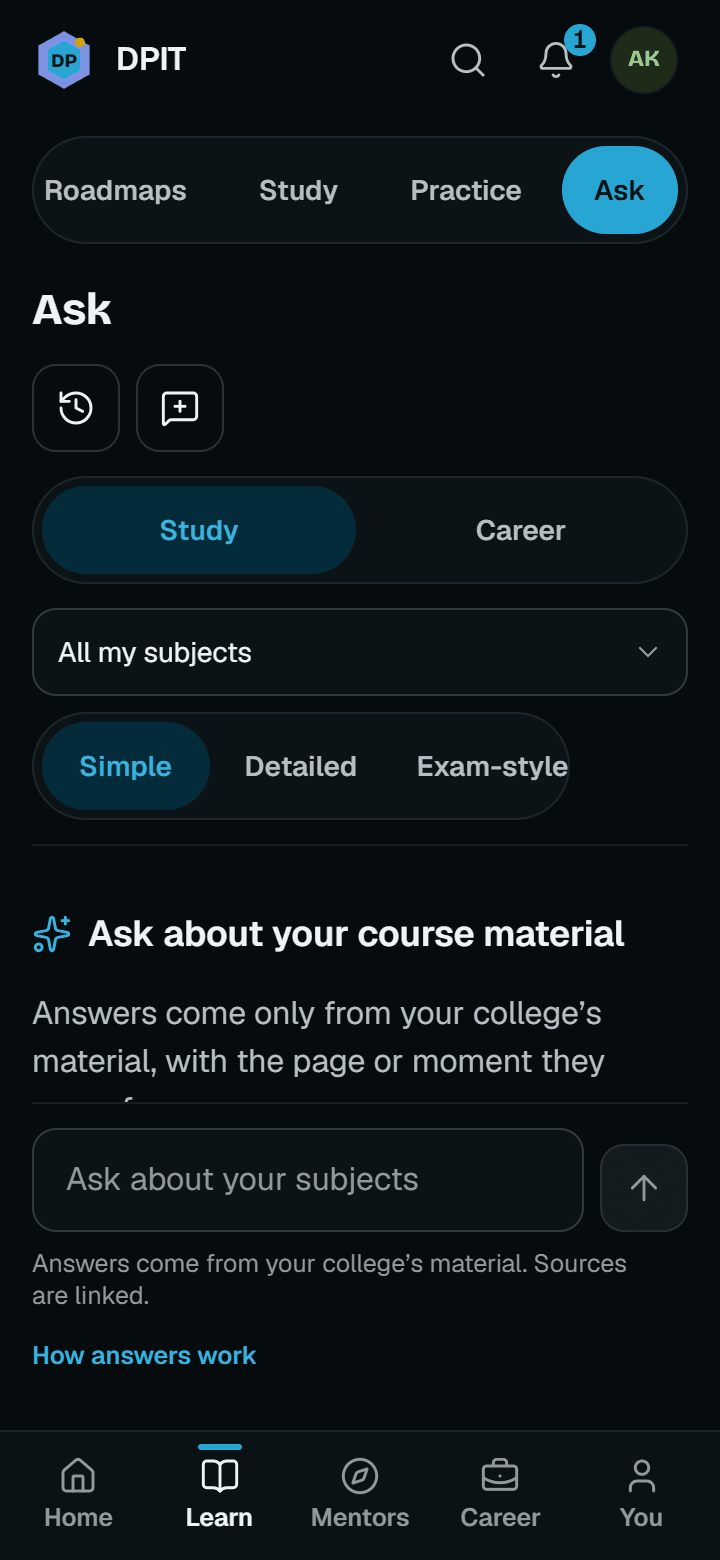 DP
DPIT
1
AK
Roadmaps
Study
Practice
Ask
Ask
Study
Career
All my subjects
Simple
Detailed
Exam-style
Ask about your course material
Answers come only from your college’s
material, with the page or moment they
Ask about your subjects
Answers come from your college’s material. Sources
are linked.
How answers work
Home
Learn
Mentors
Career
You